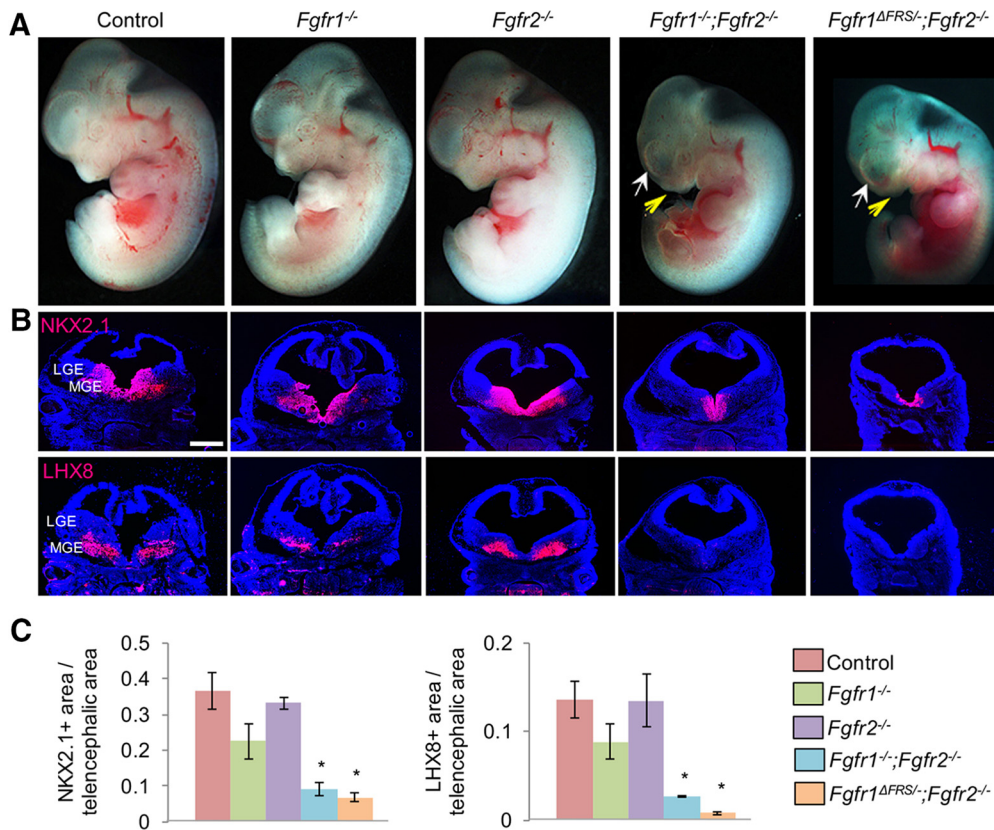 A
Control
Fgfr1-/-
Fgfr2-/-
Fgfr1-/-;Fgfr2-/-
Fgfr1ΔFRS/-;Fgfr2-/-
B
NKX2.1
LGE
MGE
LHX8
LGE
MGE
C
NKX2.1+ area /
telencephalic area
0.5
0.4
0.3
0.2
0.1
0
*
*
LHX8+ area /
telencephalic area
0.2
0.1
0
*
*
Control
Fgfr1-/-
Fgfr2-/-
Fgfr1-/-;Fgfr2-/-
Fgfr1ΔFRS/-;Fgfr2-/-